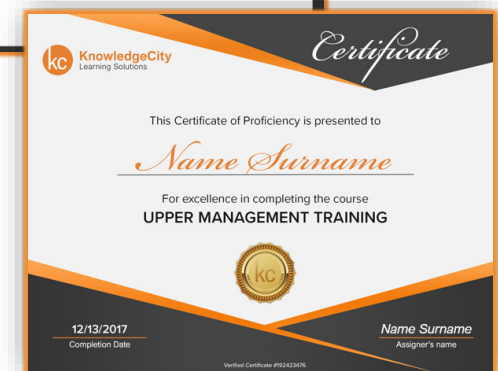 kc KnowledgeCity
Learning Solutions
Certificate
This Certificate of Proficiency is presented to
Name Surname
For excellence in completing the course
UPPER MANAGEMENT TRAINING
kc
12/13/2017
Completion Date
Name Surname
Assigner's name
Verified Certificate #192423476